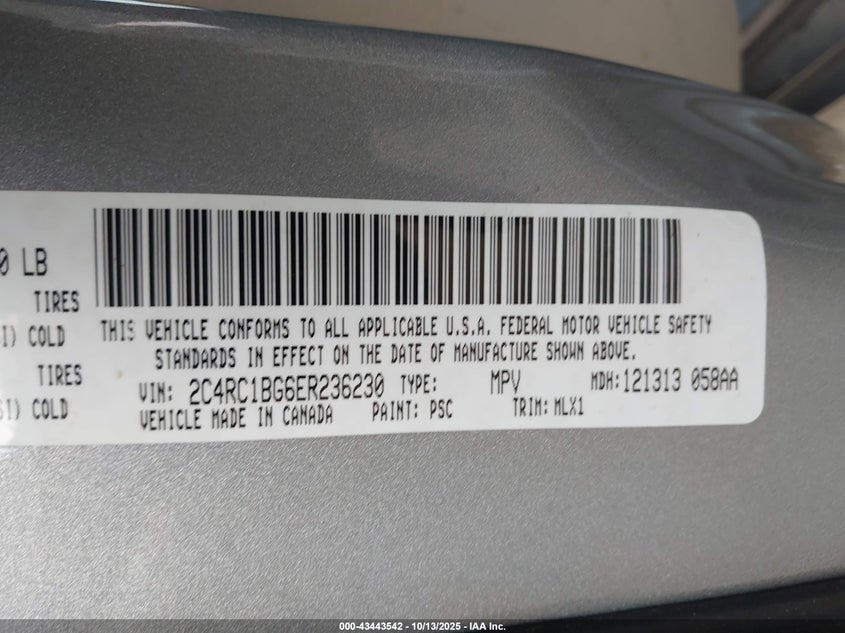 0 LB
TIRES
I) COLD
TIRES
SI) COLD
THIS VEHICLE CONFORMS TO ALL APPLICABLE U.S.A. FEDERAL MOTOR VEHICLE SAFETY
STANDARDS IN EFFECT ON THE DATE OF MANUFACTURE SHOWN ABOVE.
VIN: 2C4RC1BG6ER236230 TYPE: MPV MDH:121313 058AA
VEHICLE MADE IN CANADA PAINT: PSC TRIM: MLX1
000-43443542 | 10/13/2025 - IAA Inc.